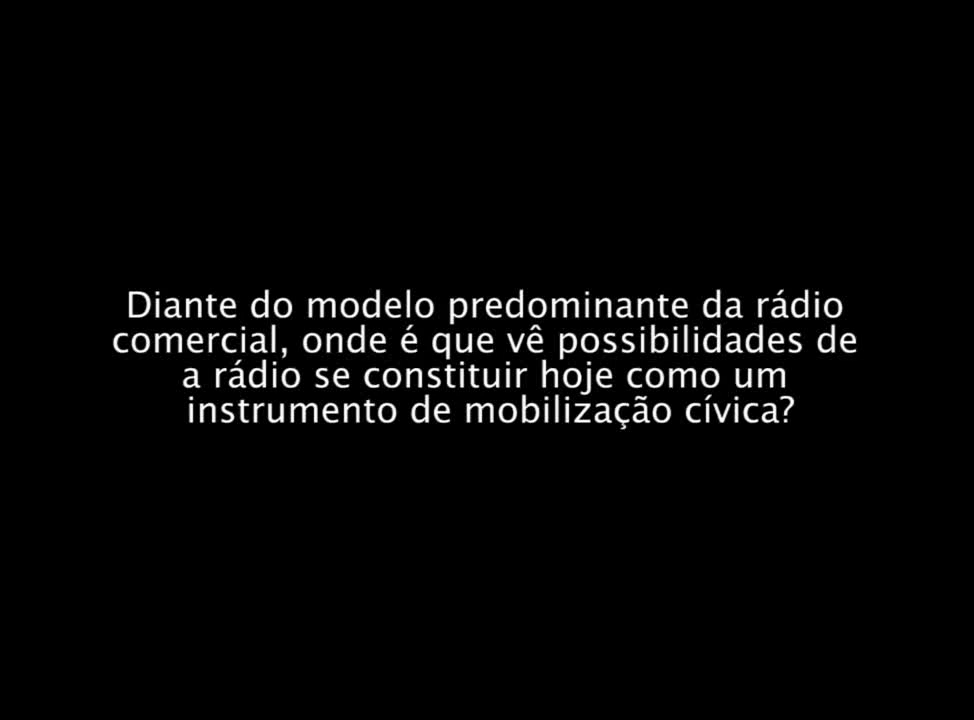 Diante do modelo predominante da rádio
comercial, onde é que vê possibilidades de
a rádio se constituir hoje como um
instrumento de mobilização cívica?